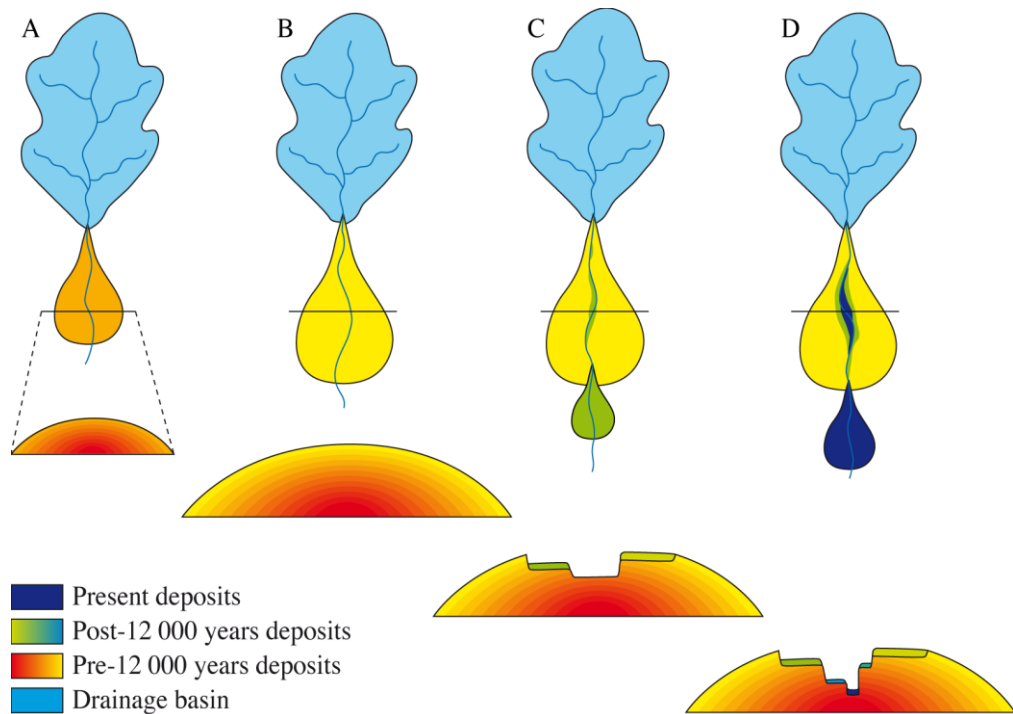 A
B
C
D
Present deposits
Post-12 000 years deposits
Pre-12 000 years deposits
Drainage basin